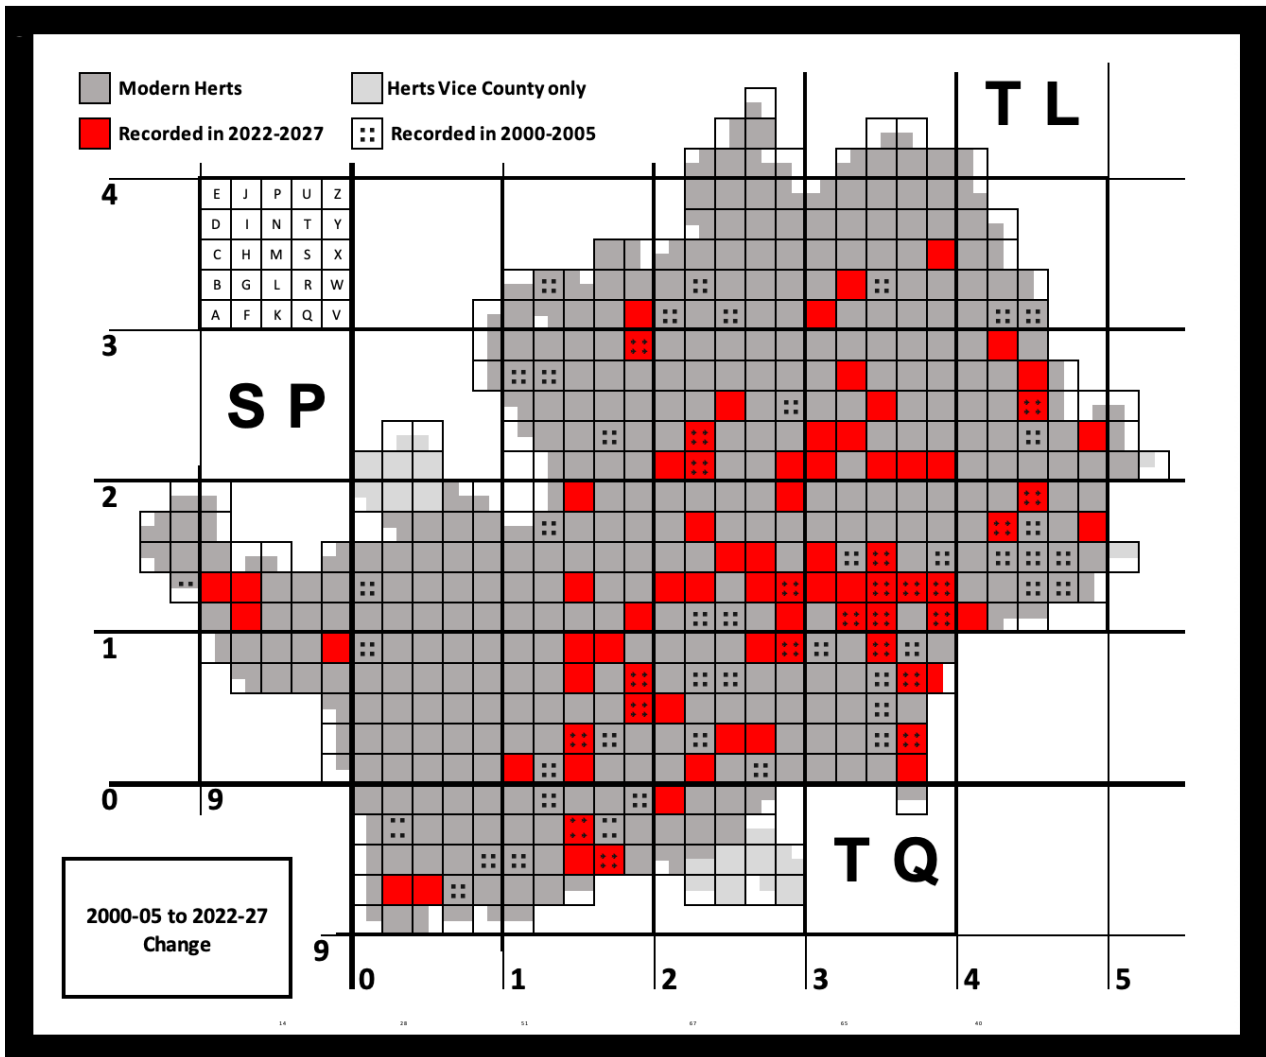 Modern Herts
Herts Vice County only
Recorded in 2022-2027
Recorded in 2000-2005
T L
4
E J P U Z
D I N T Y
C H M S X
B G L R W
A F K Q V
3
S P
2
1
0 9
T Q
2000-05 to 2022-27
Change
9
0 1 2 3 4 5
14 28 51 67 65 40